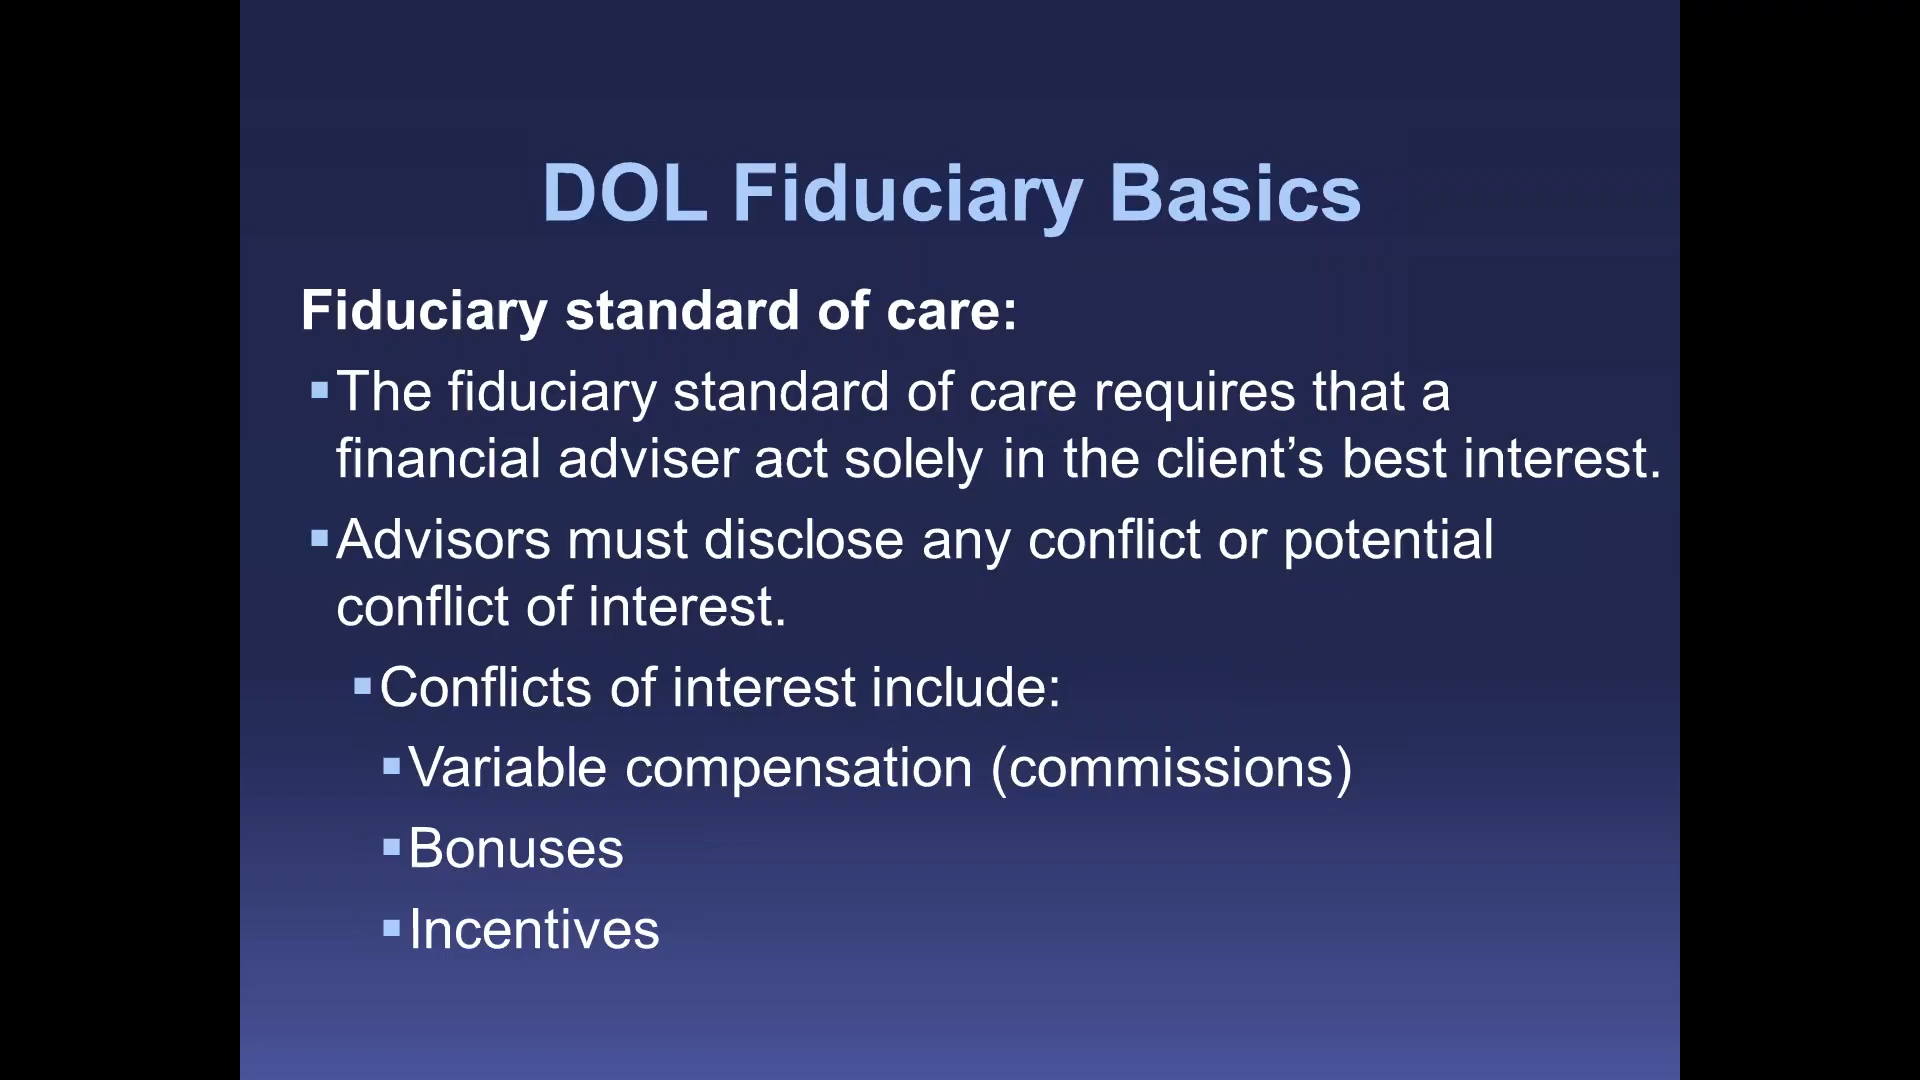 DOL Fiduciary Basics
Fiduciary standard of care:
▪The fiduciary standard of care requires that a
financial adviser act solely in the client’s best interest.
▪Advisors must disclose any conflict or potential
conflict of interest.
▪Conflicts of interest include:
▪Variable compensation (commissions)
▪Bonuses
▪Incentives